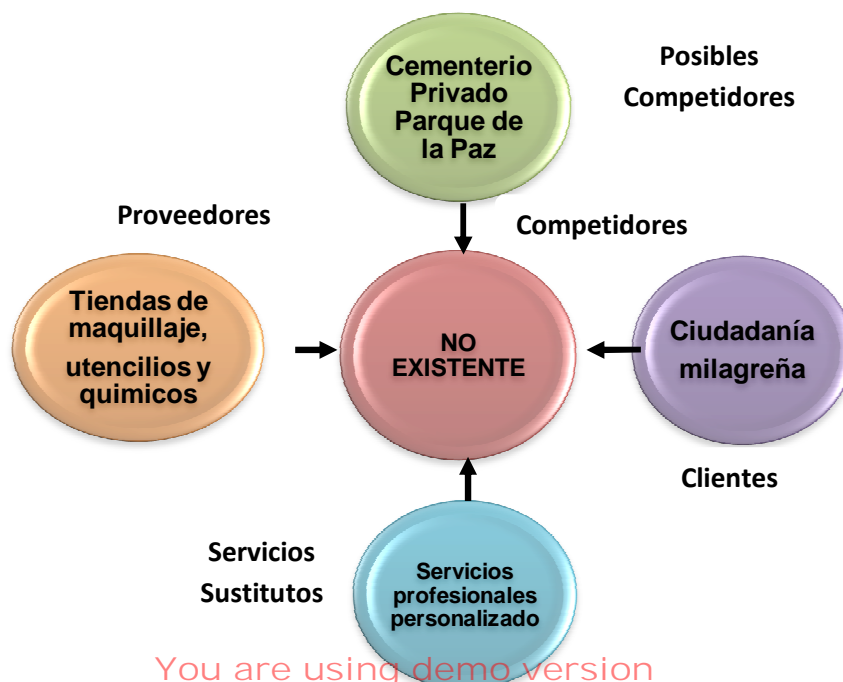 Cementerio
Privado
Parque de
la Paz
Posibles
Competidores
Proveedores
Competidores
Tiendas de
maquillaje,
utencilios y
quimicos
NO
EXISTENTE
Ciudadanía
milagreña
Clientes
Servicios
Sustitutos
Servicios
profesionales
personalizado
You are using demo version